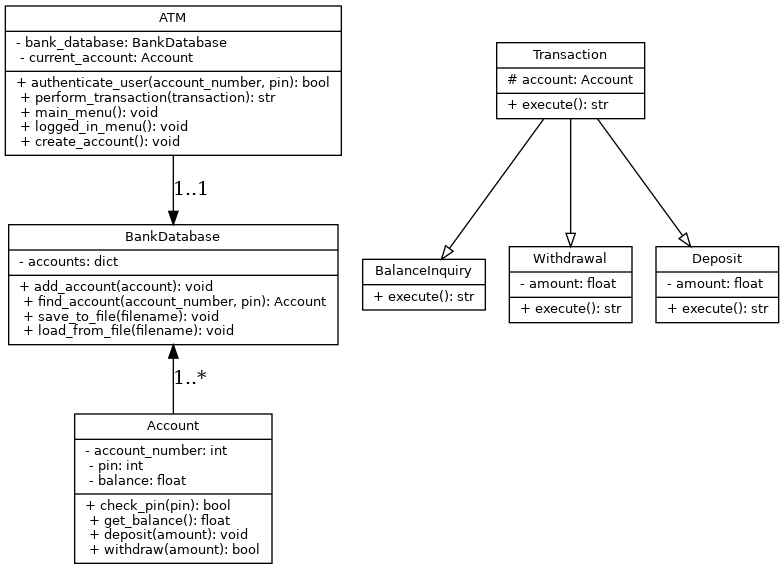 ATM
- bank_database: BankDatabase
- current_account: Account
+ authenticate_user(account_number, pin): bool
+ perform_transaction(transaction): str
+ main_menu(): void
+ logged_in_menu(): void
+ create_account(): void
1..1
BankDatabase
- accounts: dict
+ add_account(account): void
+ find_account(account_number, pin): Account
+ save_to_file(filename): void
+ load_from_file(filename): void
1..*
Account
- account_number: int
- pin: int
- balance: float
+ check_pin(pin): bool
+ get_balance(): float
+ deposit(amount): void
+ withdraw(amount): bool
Transaction
# account: Account
+ execute(): str
BalanceInquiry
+ execute(): str
Withdrawal
- amount: float
+ execute(): str
Deposit
- amount: float
+ execute(): str